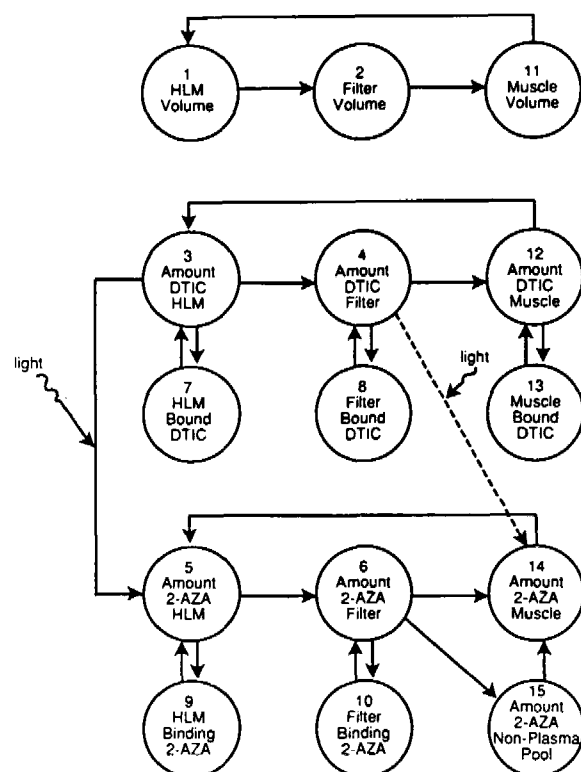 1
HLM
Volume
2
Filter
Volume
11
Muscle
Volume
3
Amount
DTIC
HLM
4
Amount
DTIC
Filter
12
Amount
DTIC
Muscle
light
light
7
HLM
Bound
DTIC
8
Filter
Bound
DTIC
13
Muscle
Bound
DTIC
5
Amount
2-AZA
HLM
6
Amount
2-AZA
Filter
14
Amount
2-AZA
Muscle
9
HLM
Binding
2-AZA
10
Filter
Binding
2-AZA
15
Amount
2-AZA
Non-Plasma
Pool